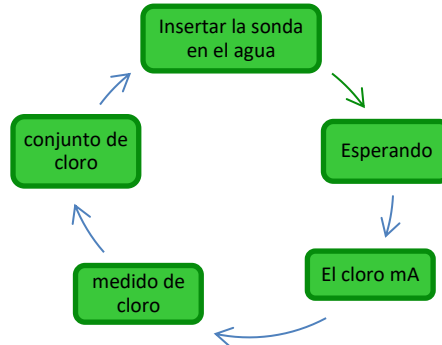 Insertar la sonda
en el agua
Esperando
El cloro mA
medido de
cloro
conjunto de
cloro